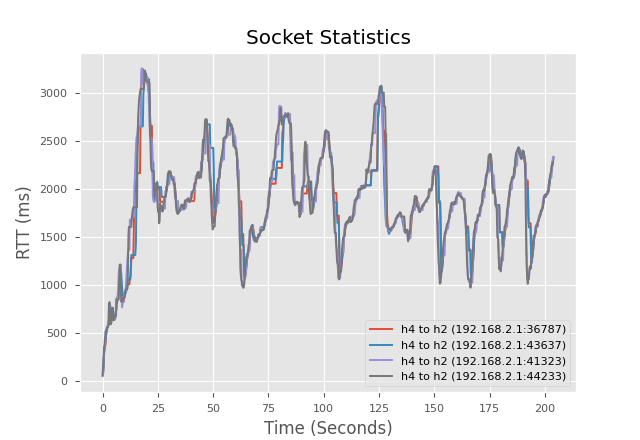 Socket Statistics
RTT (ms)
3000
2500
2000
1500
1000
500
0
0 25 50 75 100 125 150 175 200
Time (Seconds)
h4 to h2 (192.168.2.1:36787)
h4 to h2 (192.168.2.1:43637)
h4 to h2 (192.168.2.1:41323)
h4 to h2 (192.168.2.1:44233)